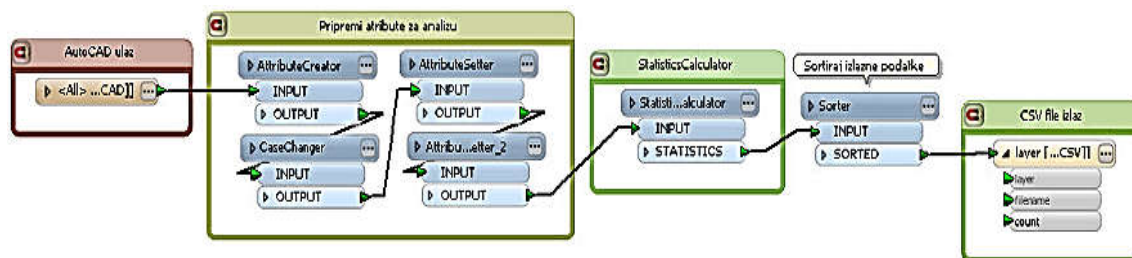 AutoCAD ulaz
<All> ...CAD]]
Pripremi atribute za analizu
AttributeCreator
INPUT
OUTPUT
CaseChanger
INPUT
OUTPUT
AttributeSetter
INPUT
OUTPUT
Attribu...etter_2
INPUT
OUTPUT
StatisticsCalculator
Statisti...alculator
INPUT
STATISTICS
Sortiraj izlazne podatke
Sorter
INPUT
SORTED
CSV file izlaz
layer [...CSV]]
layer
filename
count